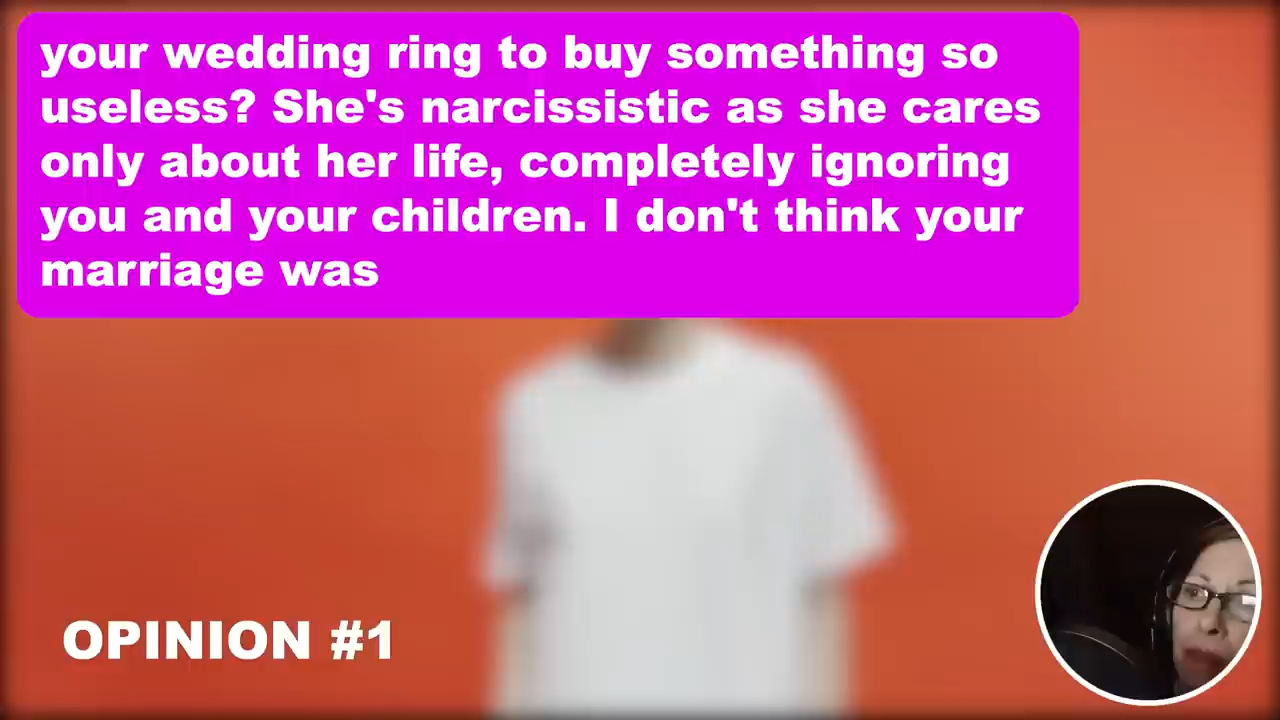 your wedding ring to buy something so
useless? She's narcissistic as she cares
only about her life, completely ignoring
you and your children. I don't think your
marriage was
OPINION #1